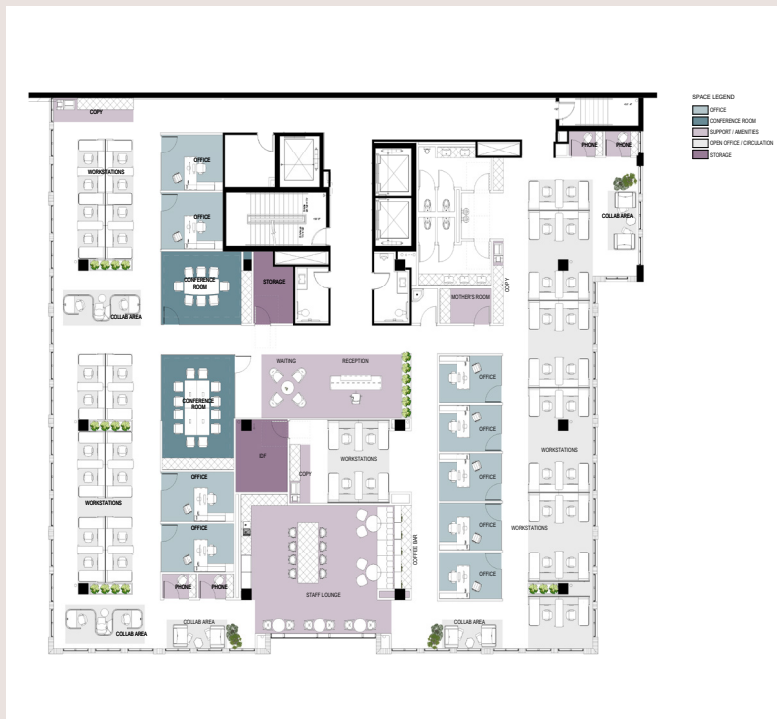 SPACE LEGEND
OFFICE
CONFERENCE ROOM
SUPPORT / AMENITIES
OPEN OFFICE / CIRCULATION
STORAGE
COPY
WORKSTATIONS
OFFICE
PHONE
PHONE
OFFICE
COLLAB AREA
CONFERENCE
ROOM
STORAGE
COPY
MOTHER'S ROOM
COLLAB AREA
WAITING
RECEPTION
OFFICE
CONFERENCE
ROOM
OFFICE
OFFICE
WORKSTATIONS
IDF
COPY
WORKSTATIONS
OFFICE
WORKSTATIONS
OFFICE
OFFICE
WORKSTATIONS
COFFEE BAR
OFFICE
PHONE
PHONE
STAFF LOUNGE
COLLAB AREA
COLLAB AREA
COLLAB AREA